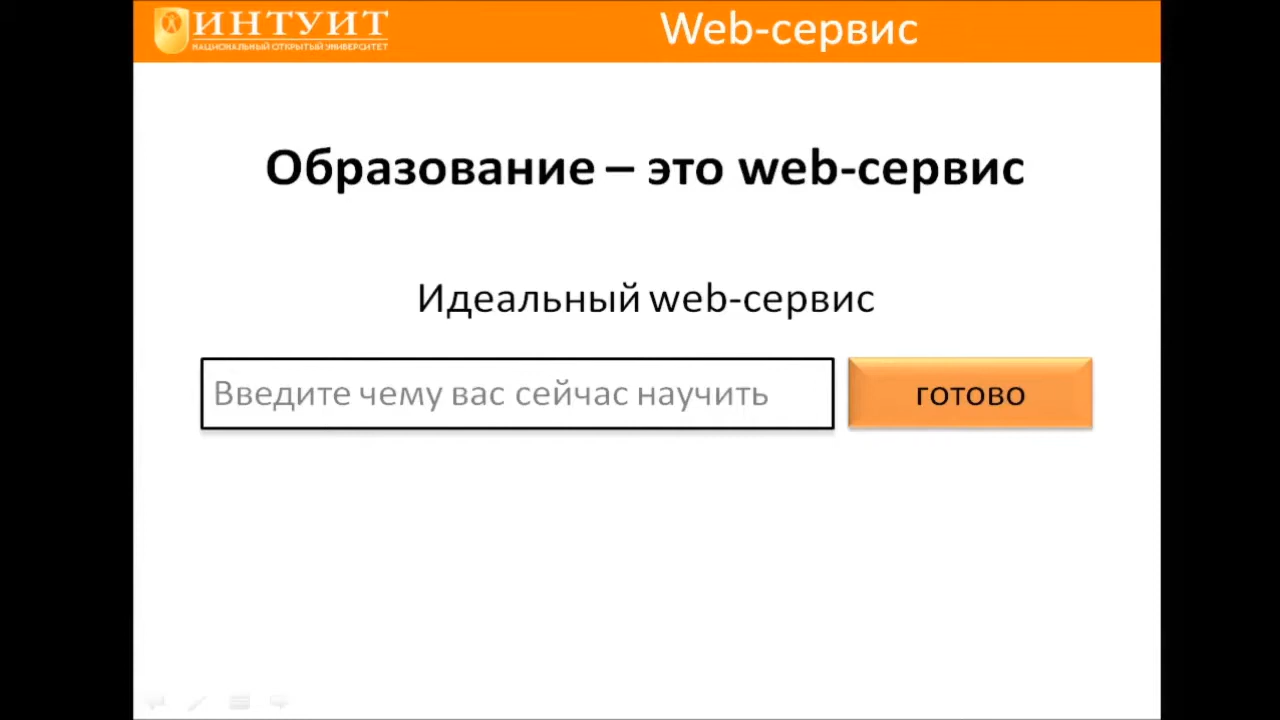 ИНТУИТ
НАЦИОНАЛЬНЫЙ ОТКРЫТЫЙ УНИВЕРСИТЕТ
Web-сервис
Образование – это web-сервис
Идеальный web-сервис
Введите чему вас сейчас научить
готово